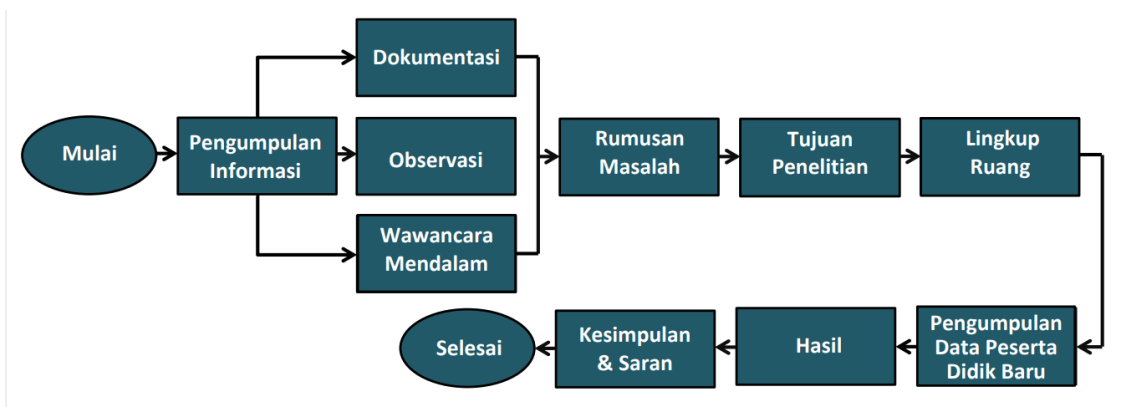 Mulai
Pengumpulan
Informasi
Dokumentasi
Observasi
Wawancara
Mendalam
Rumusan
Masalah
Tujuan
Penelitian
Lingkup
Ruang
Pengumpulan
Data Peserta
Didik Baru
Hasil
Kesimpulan
& Saran
Selesai